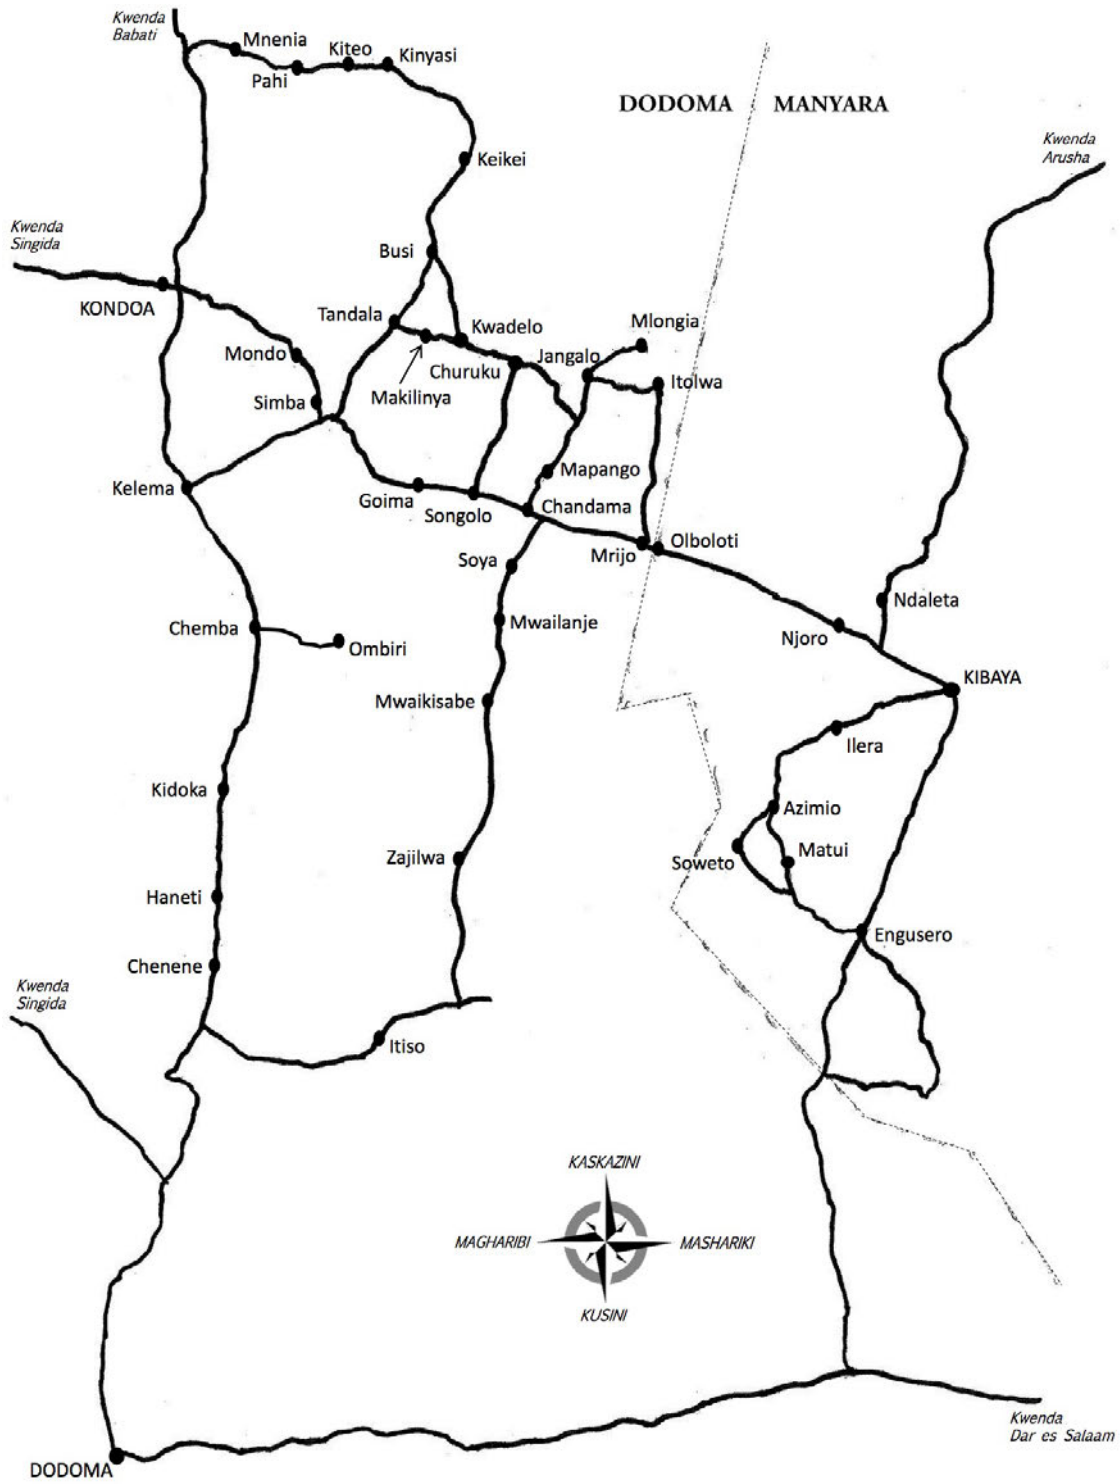 Kwenda
Babati
Mnenia
Kiteo
Kinyasi
Pahi
DODOMA
MANYARA
Kwenda
Arusha
Keikei
Kwenda
Singida
Busi
KONDOA
Tandala
Kwadelo
Mlongia
Mondo
Churuku
Jangalo
Itolwa
Simba
Makilinya
Kelema
Goima
Songolo
Mapango
Chandama
Soya
Mrijo
Olboloti
Ndaleta
Chemba
Ombiri
Mwailanje
Njoro
KIBAYA
Mwaikisabe
Ilera
Kidoka
Azimio
Zajilwa
Soweto
Matui
Haneti
Engusero
Chenene
Kwenda
Singida
Itiso
KASKAZINI
MAGHARIBI
MASHARIKI
KUSINI
Kwenda
Dar es Salaam
DODOMA